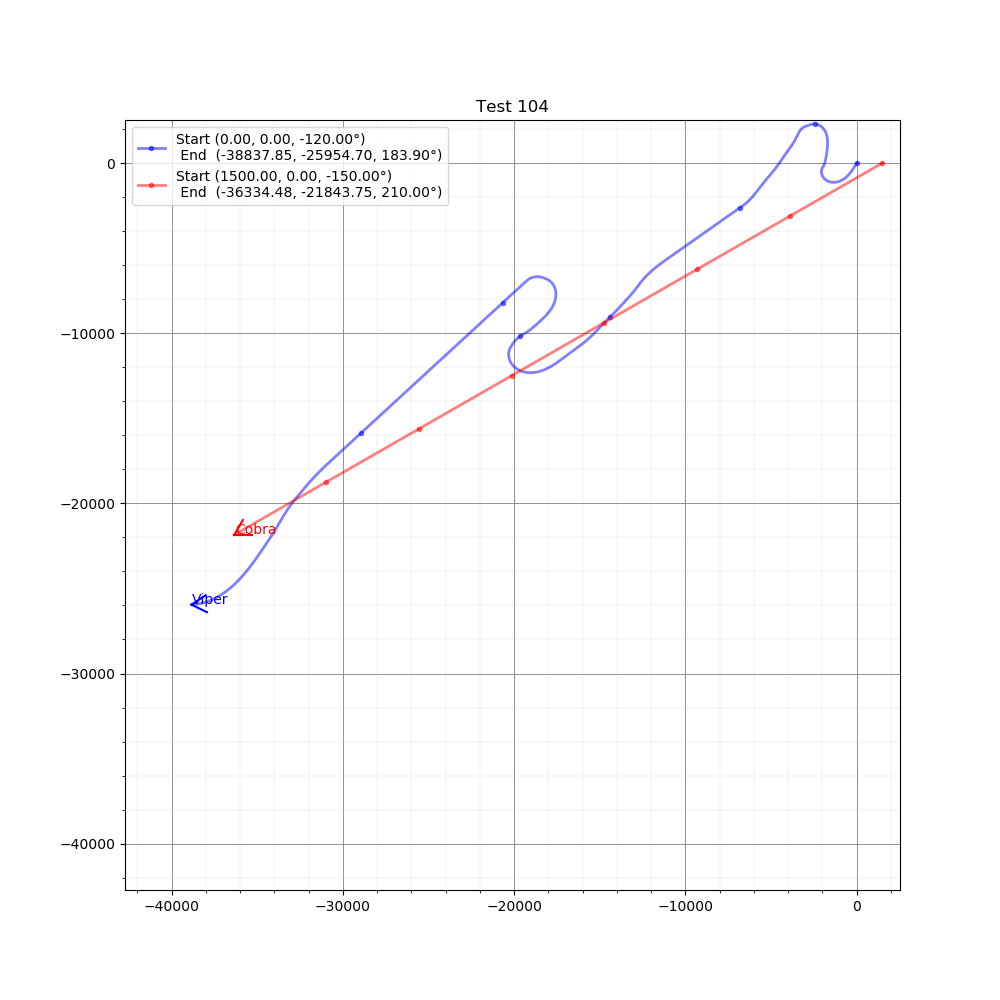 Test 104
Start (0.00, 0.00, -120.00°)
End  (-38837.85, -25954.70, 183.90°)
Start (1500.00, 0.00, -150.00°)
End  (-36334.48, -21843.75, 210.00°)
0
−10000
−20000
−30000
−40000
Cobra
Viper
−40000
−30000
−20000
−10000
0